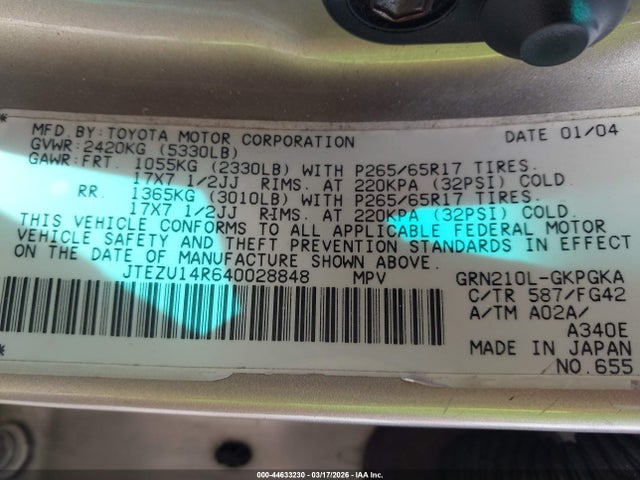 MFD.BY:TOYOTA MOTOR CORPORATION DATE 01/04
GVWR:2420KG (5330LB)
GAWR:FRT. 1055KG (2330LB) WITH P265/65R17 TIRES.
17X7 1/2JJ RIMS. AT 220KPA (32PSI) COLD.
RR. 1365KG (3010LB) WITH P265/65R17 TIRES.
17X7 1/2JJ RIMS. AT 220KPA (32PSI) COLD.
THIS VEHICLE CONFORMS TO ALL APPLICABLE FEDERAL MOTOR
VEHICLE SAFETY AND THEFT PREVENTION STANDARDS IN EFFECT
ON THE DATE OF MANUFACTURE SHOWN ABOVE.
JTEZU14R640028848 MPV GRN210L-GKPGKA
C/TR 587/FG42
A/TM A02A/
A340E
MADE IN JAPAN
NO.655
000-44633230 - 03/17/2026 - IAA Inc.